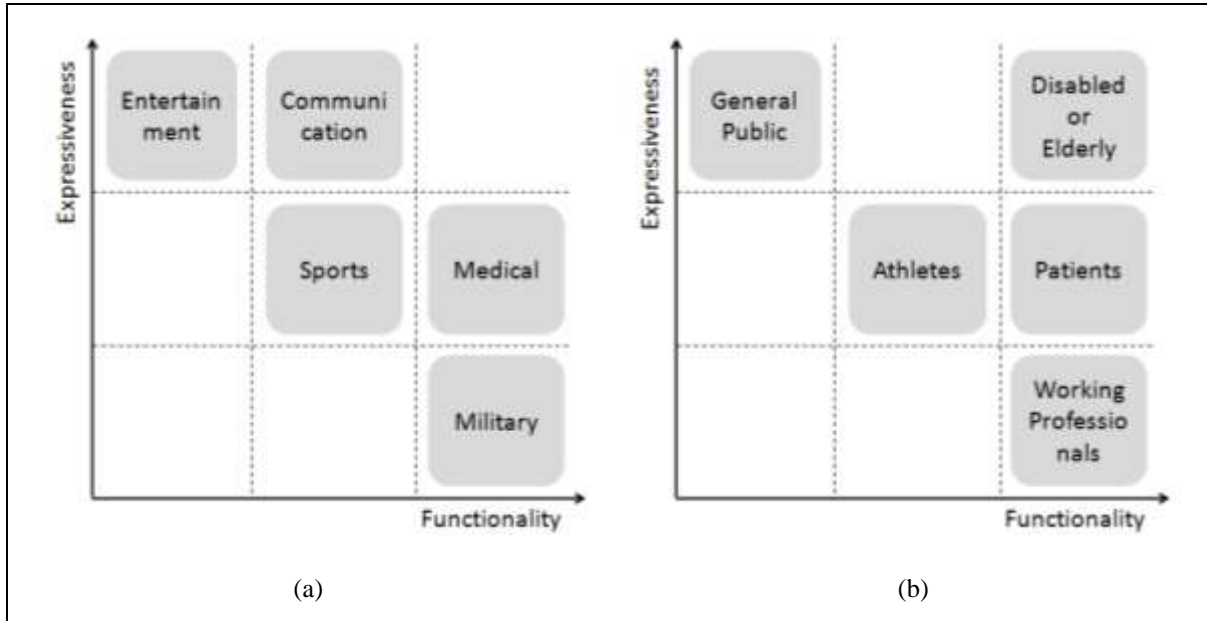 Expressiveness
Entertain
ment
Communi
cation
Sports
Medical
Military
Functionality
(a)
Expressiveness
General
Public
Disabled
or
Elderly
Athletes
Patients
Working
Professio
nals
Functionality
(b)